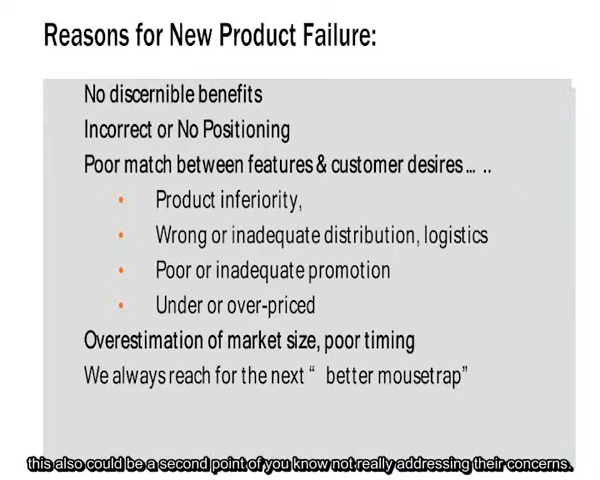 Reasons for New Product Failure:
No discernible benefits
Incorrect or No Positioning
Poor match between features & customer desires... ..
• Product inferiority,
• Wrong or inadequate distribution, logistics
• Poor or inadequate promotion
• Under or over-priced
Overestimation of market size, poor timing
We always reach for the next “ better mousetrap”
this also could be a second point of you know not really addressing their concerns.